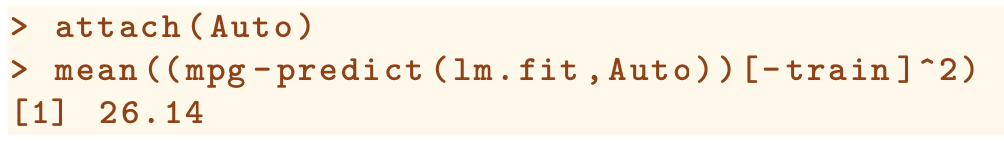 > attach(Auto)
> mean((mpg-predict(lm.fit,Auto))[-train]^2)
[1] 26.14